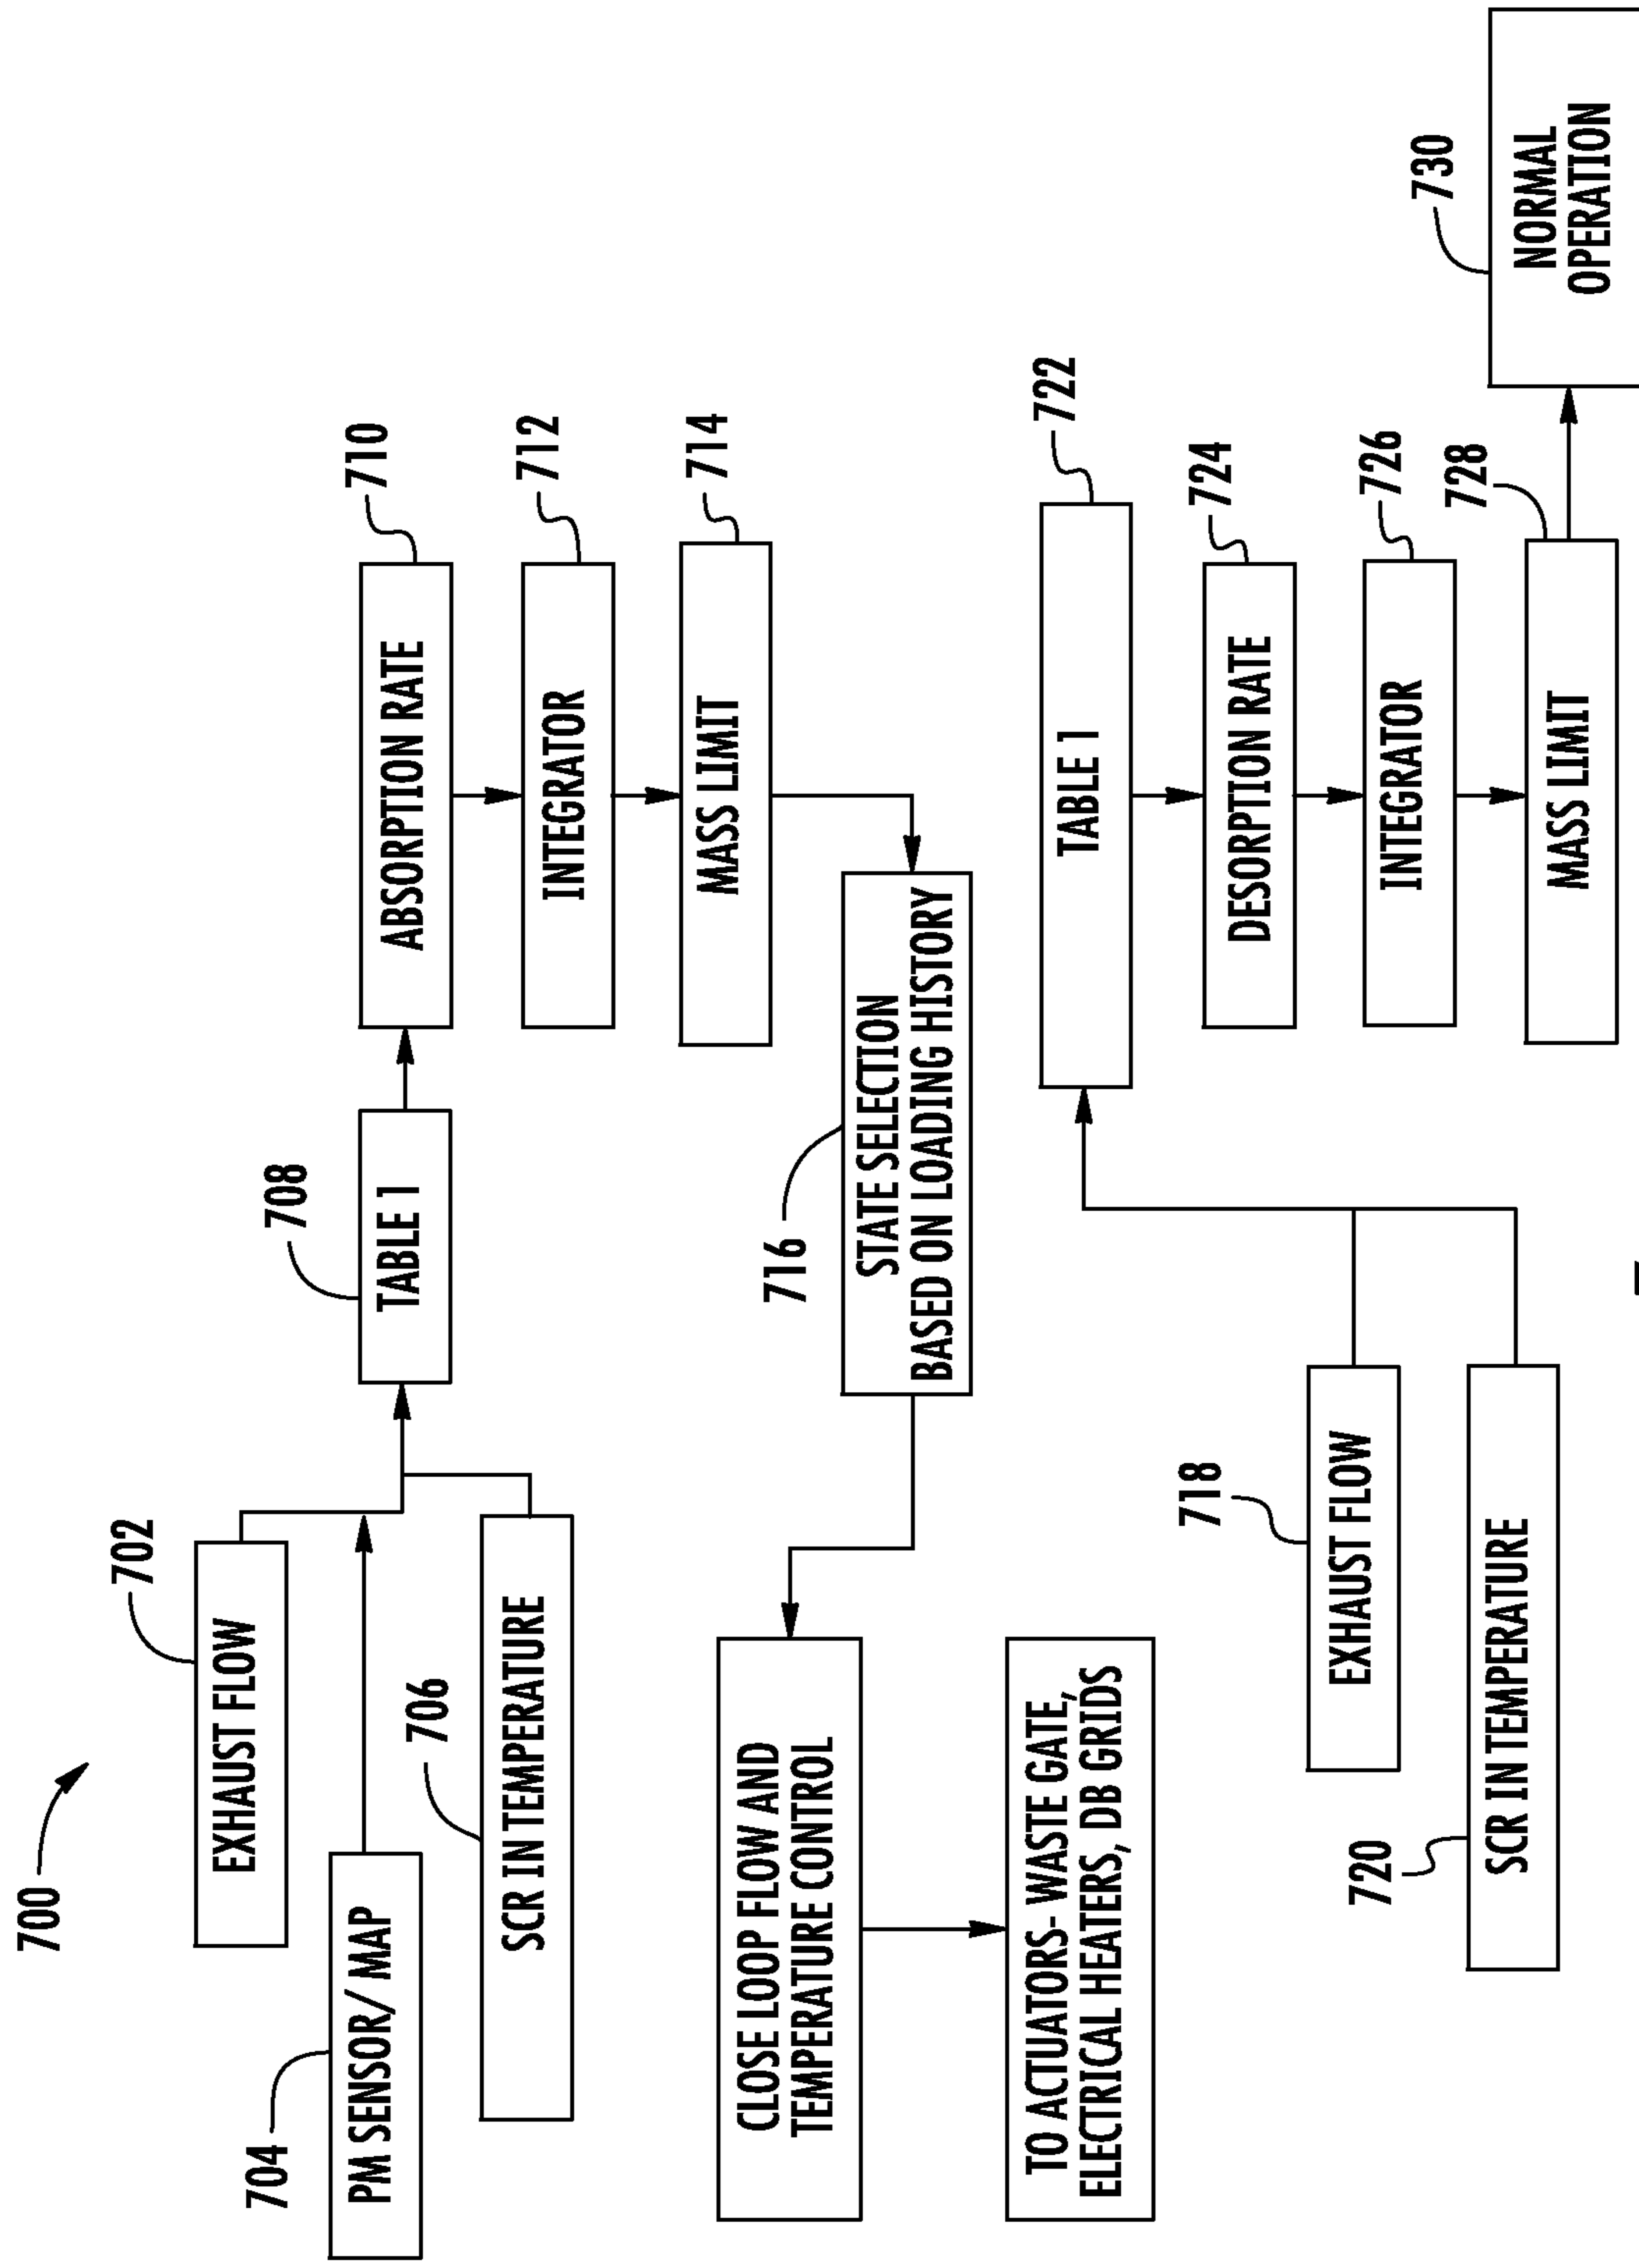 700
702
EXHAUST FLOW
704
PM SENSOR/ MAP
706
SCR IN TEMPERATURE
708
TABLE 1
710
ABSORPTION RATE
712
INTEGRATOR
714
MASS LIMIT
716
STATE SELECTION
BASED ON LOADING HISTORY
CLOSE LOOP FLOW AND
TEMPERATURE CONTROL
TO ACTUATORS- WASTE GATE,
ELECTRICAL HEATERS, DB GRIDS
718
EXHAUST FLOW
720
SCR IN TEMPERATURE
722
TABLE 1
724
DESORPTION RATE
726
INTEGRATOR
728
MASS LIMIT
730
NORMAL
OPERATION